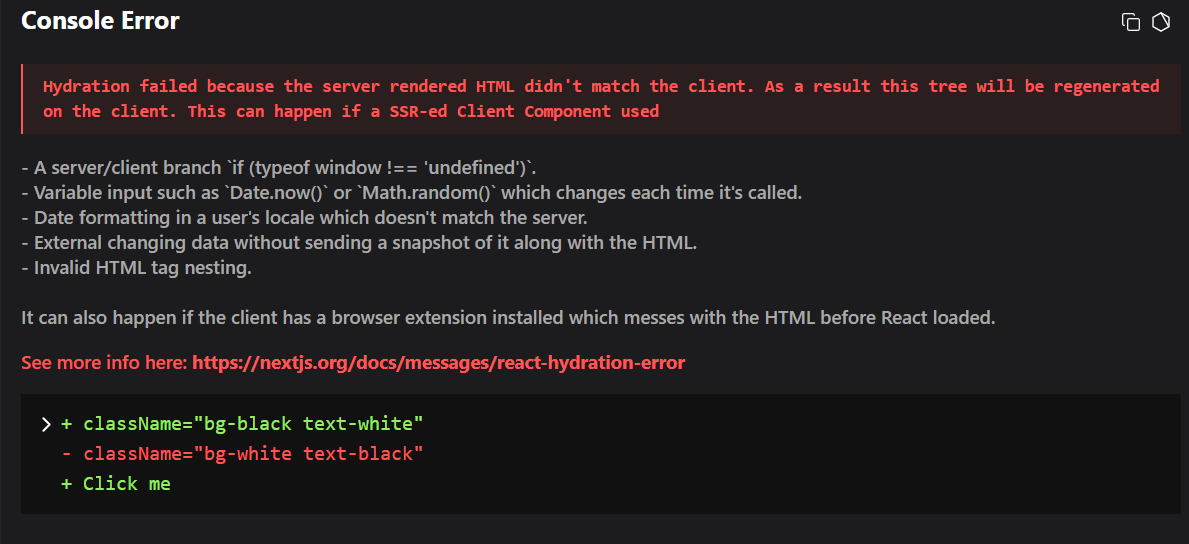 Console Error
Hydration failed because the server rendered HTML didn't match the client. As a result this tree will be regenerated
on the client. This can happen if a SSR-ed Client Component used
- A server/client branch `if (typeof window !== 'undefined')`.
- Variable input such as `Date.now()` or `Math.random()` which changes each time it's called.
- Date formatting in a user's locale which doesn't match the server.
- External changing data without sending a snapshot of it along with the HTML.
- Invalid HTML tag nesting.
It can also happen if the client has a browser extension installed which messes with the HTML before React loaded.
See more info here: https://nextjs.org/docs/messages/react-hydration-error
> + className="bg-black text-white"
- className="bg-white text-black"
+ Click me